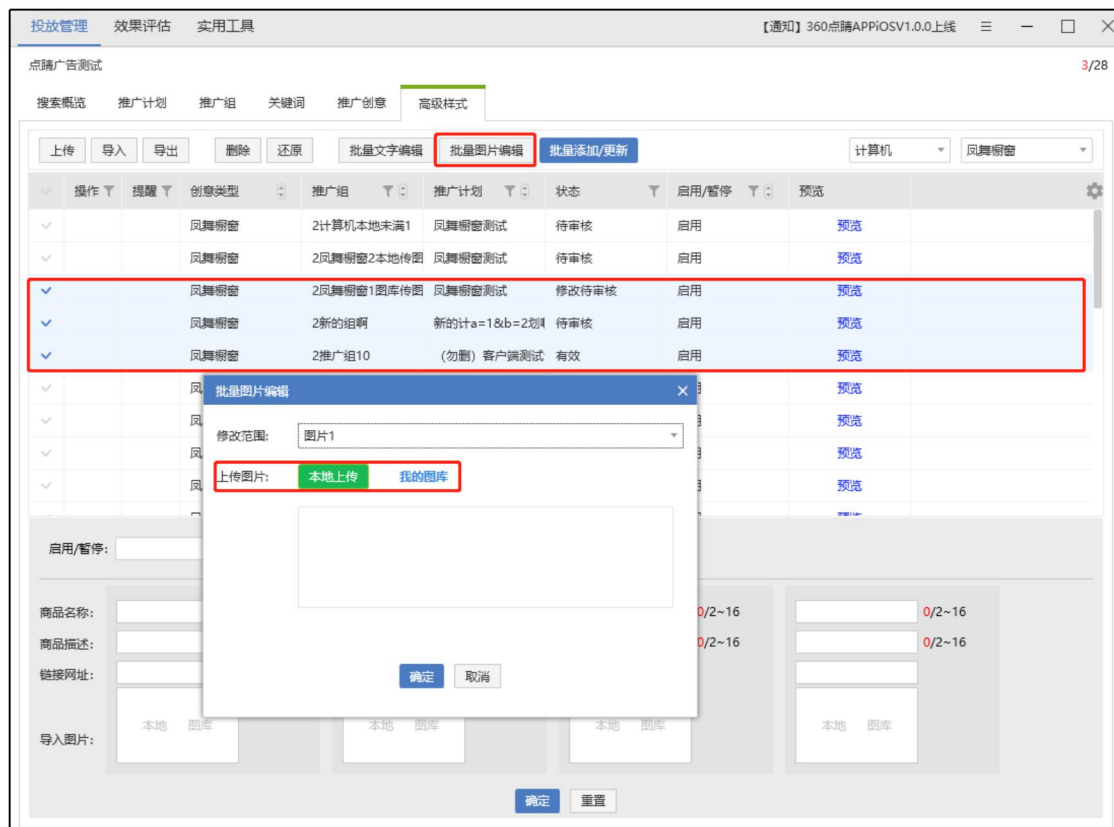 投放管理 效果评估 实用工具 【通知】360点睛APPiOSV1.0.0上线
点睛广告测试 3/28
搜索概览 推广计划 推广组 关键词 推广创意 高级样式
上传 导入 导出 删除 还原 批量文字编辑 批量图片编辑 批量添加/更新 计算机 凤舞橱窗
操作 提醒 创意类型 推广组 推广计划 状态 启用/暂停 预览
凤舞橱窗 2计算机本地未满1 凤舞橱窗测试 待审核 启用 预览
凤舞橱窗 2凤舞橱窗2本地传图 凤舞橱窗测试 待审核 启用 预览
凤舞橱窗 2凤舞橱窗1图库传图 凤舞橱窗测试 修改待审核 启用 预览
凤舞橱窗 2新的组啊 新的计a=1&b=2划 待审核 启用 预览
凤舞橱窗 2推广组10 （勿删）客户端测试 有效 启用 预览
预览
预览
预览
预览
批量图片编辑
修改范围: 图片1
上传图片: 本地上传 我的图库
确定 取消
启用/暂停:
商品名称: 0/2~16 0/2~16
商品描述: 0/2~16 0/2~16
链接网址:
导入图片: 本地 图库 本地 图库 本地 图库 本地 图库
确定 重置